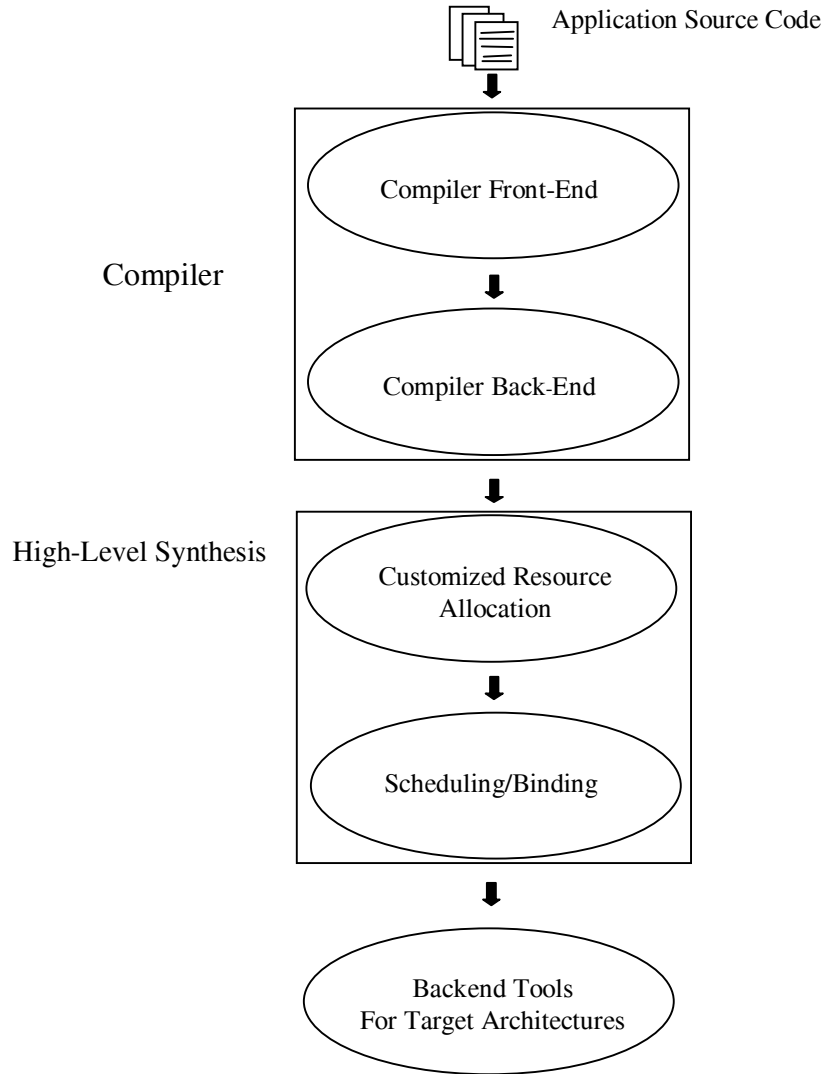 Application Source Code
Compiler Front-End
Compiler
Compiler Back-End
High-Level Synthesis
Customized Resource
Allocation
Scheduling/Binding
Backend Tools
For Target Architectures